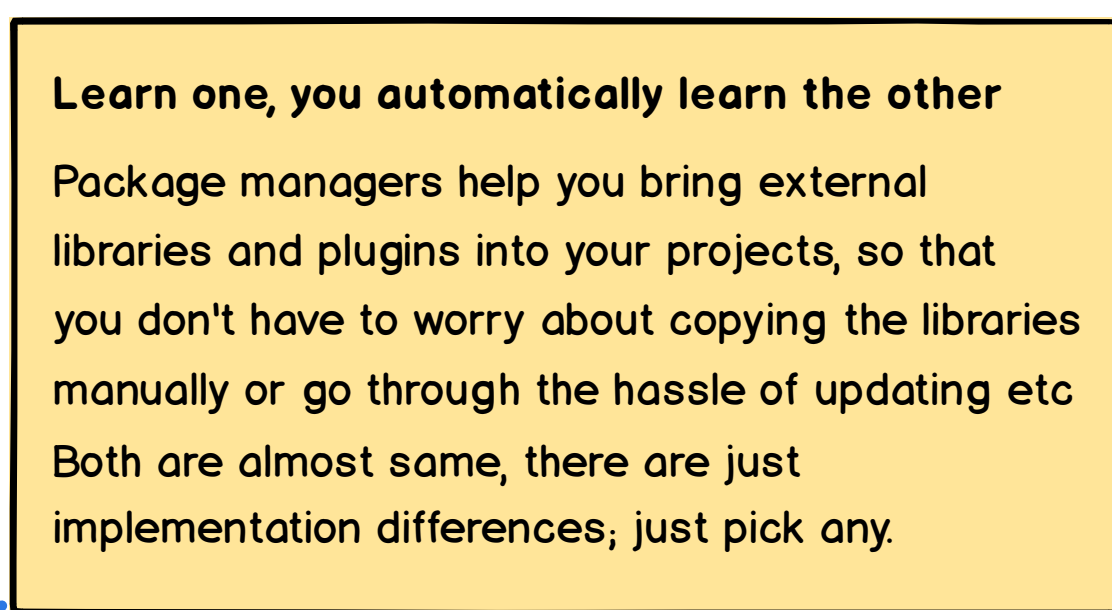 Learn one, you automatically learn the other
Package managers help you bring external
libraries and plugins into your projects, so that
you don't have to worry about copying the libraries
manually or go through the hassle of updating etc
Both are almost same, there are just
implementation differences; just pick any.